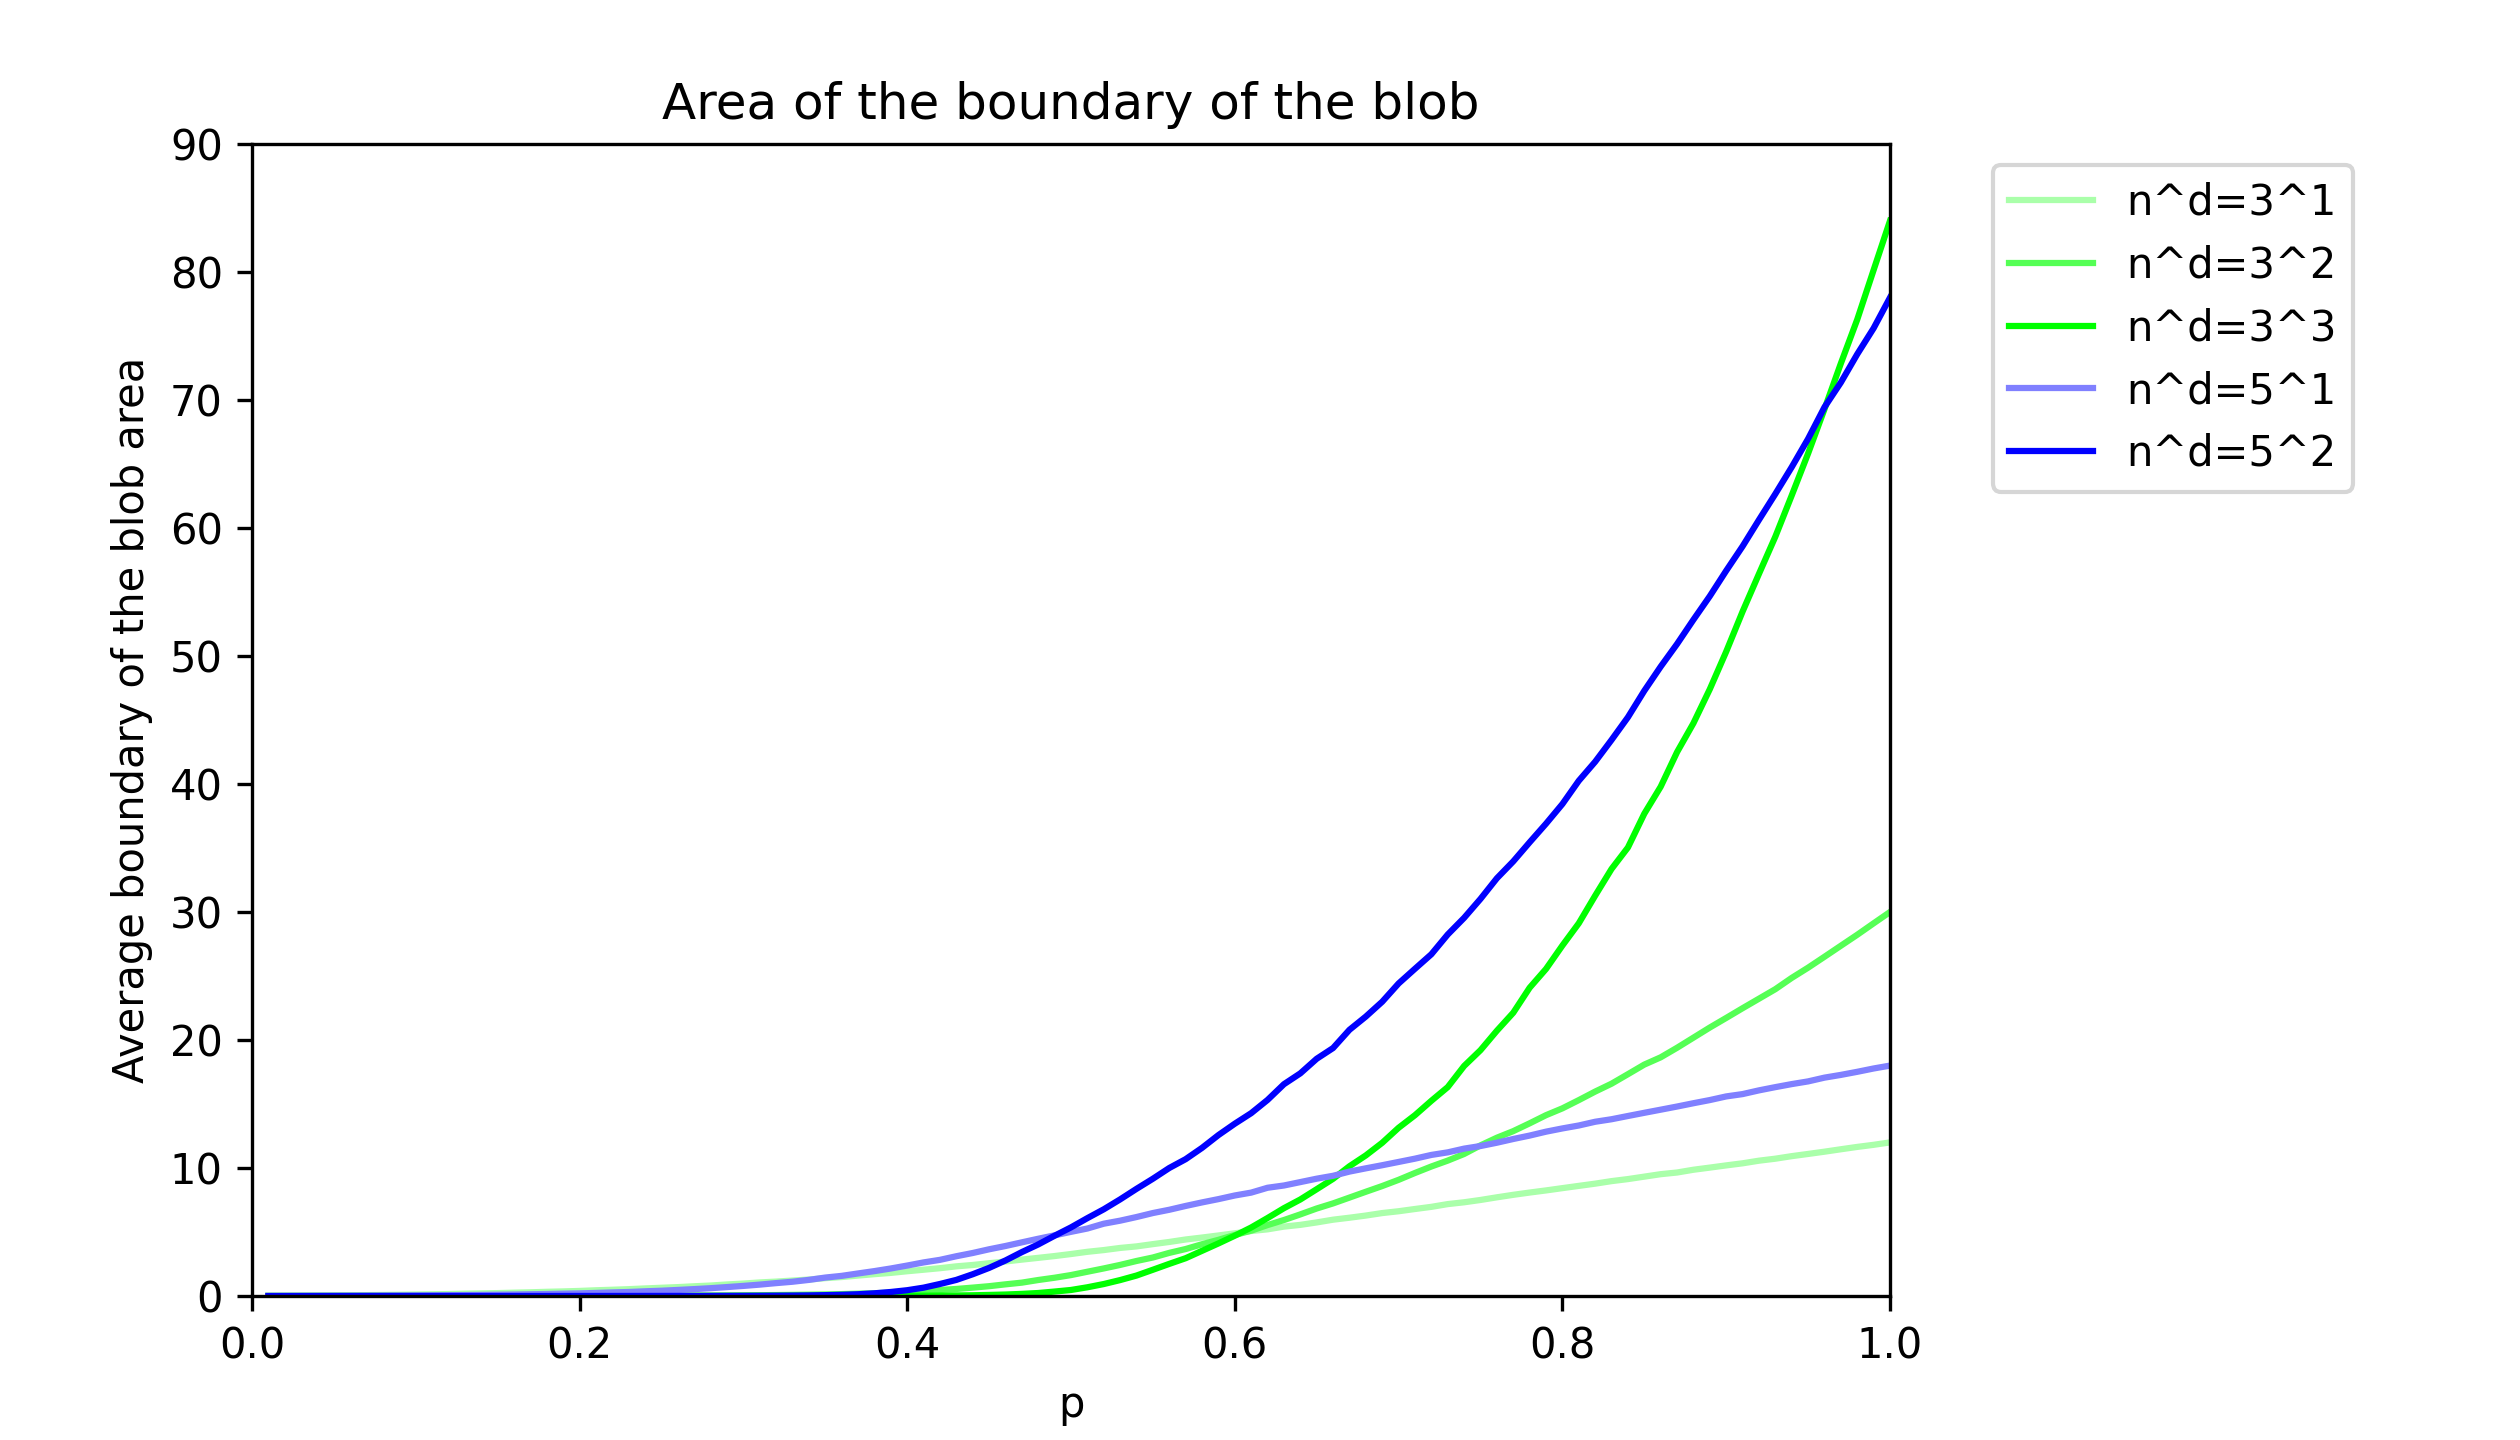 Area of the boundary of the blob
90
80
70
60
50
40
30
20
10
0
Average boundary of the blob area
0.0 0.2 0.4 0.6 0.8 1.0
p
n^d=3^1
n^d=3^2
n^d=3^3
n^d=5^1
n^d=5^2